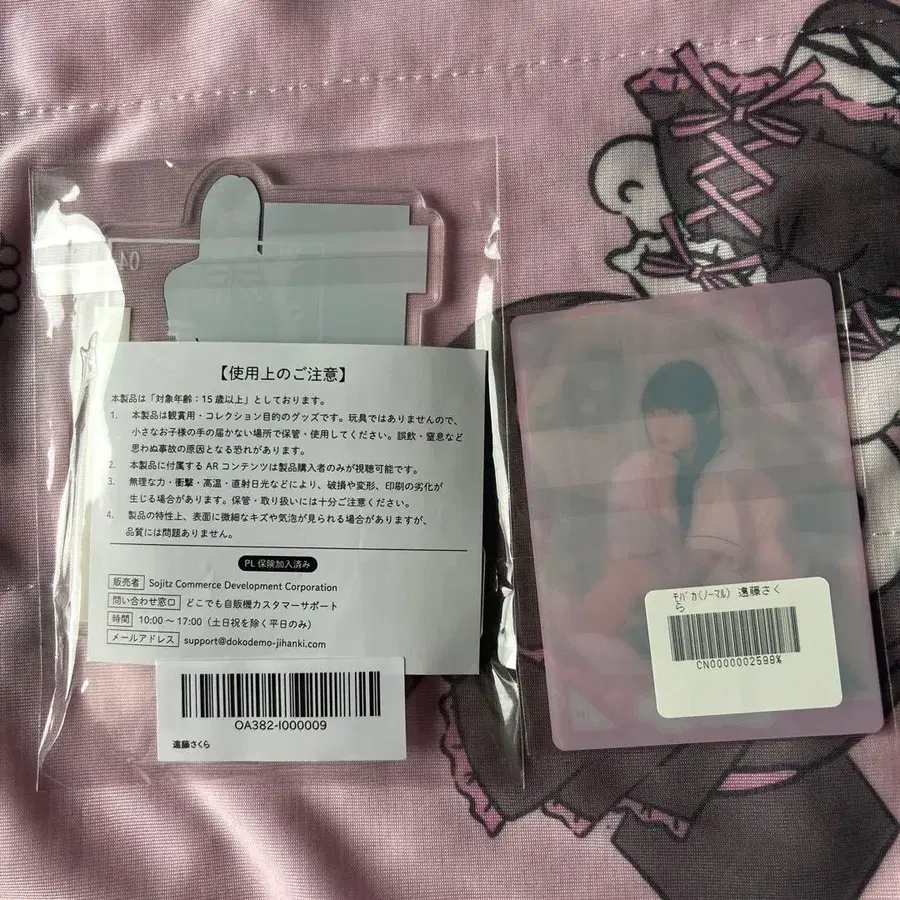 04
【使用上のご注意】
本製品は「対象年齢：15歳以上」としております。
1. 本製品は観賞用・コレクション目的のグッズです。玩具ではありませんので、
小さなお子様の手の届かない場所で保管・使用してください。誤飲・窒息など
思わぬ事故の原因となる恐れがあります。
2. 本製品に付属するARコンテンツは製品購入者のみが視聴可能です。
3. 無理な力・衝撃・高温・直射日光などにより、破損や変形、印刷の劣化が
生じる場合があります。保管・取り扱いには十分ご注意ください。
4. 製品の特性上、表面に微細なキズや気泡が見られる場合がありますが、
品質には問題ありません。
PL保険加入済み
販売者 Sojitz Commerce Development Corporation
問い合わせ窓口 どこでも自販機カスタマーサポート
時間 10:00～17:00（土日祝を除く平日のみ）
メールアドレス support@dokodemo-jihanki.com
OA382-I000009
遠藤さくら
ﾓﾊﾞｶ(ﾉｰﾏﾙ) 遠藤さく
ら
CN0000002598%